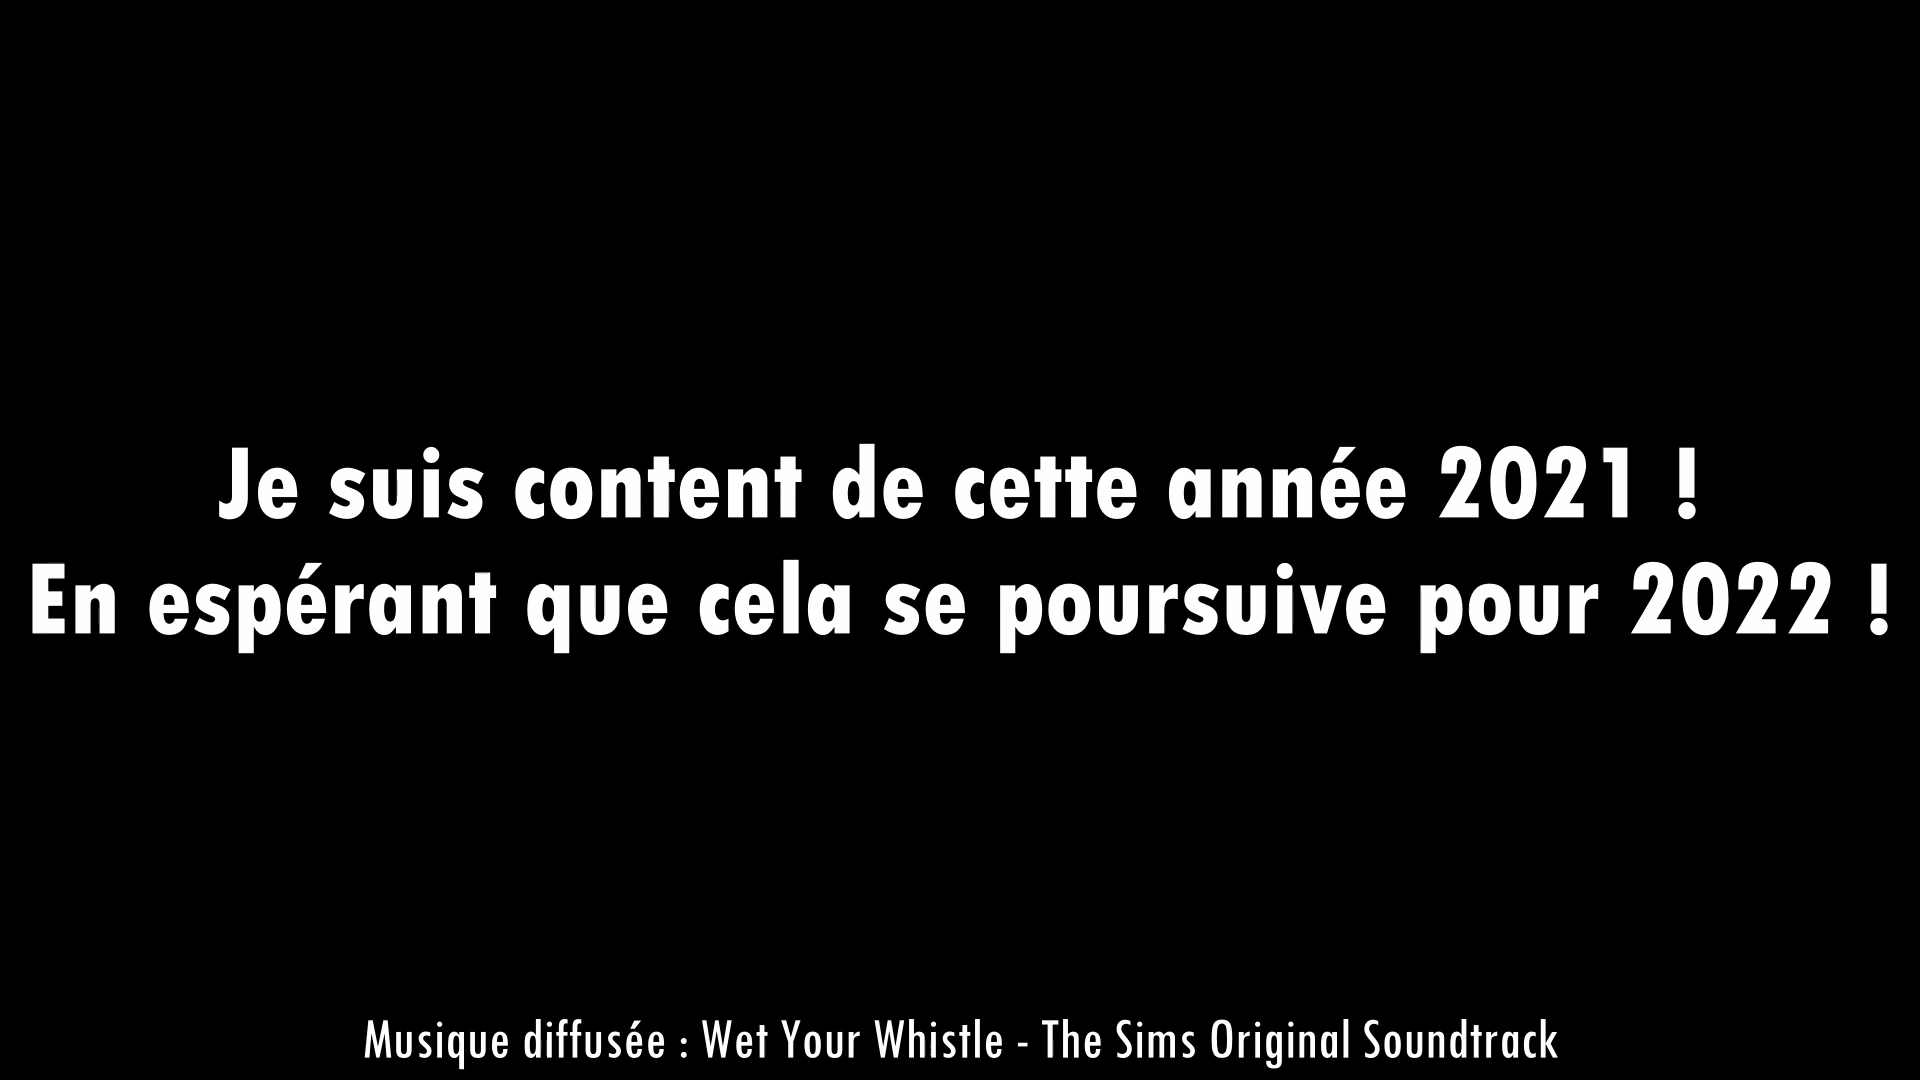 Je suis content de cette année 2021 !
En espérant que cela se poursuive pour 2022 !
Musique diffusée : Wet Your Whistle - The Sims Original Soundtrack